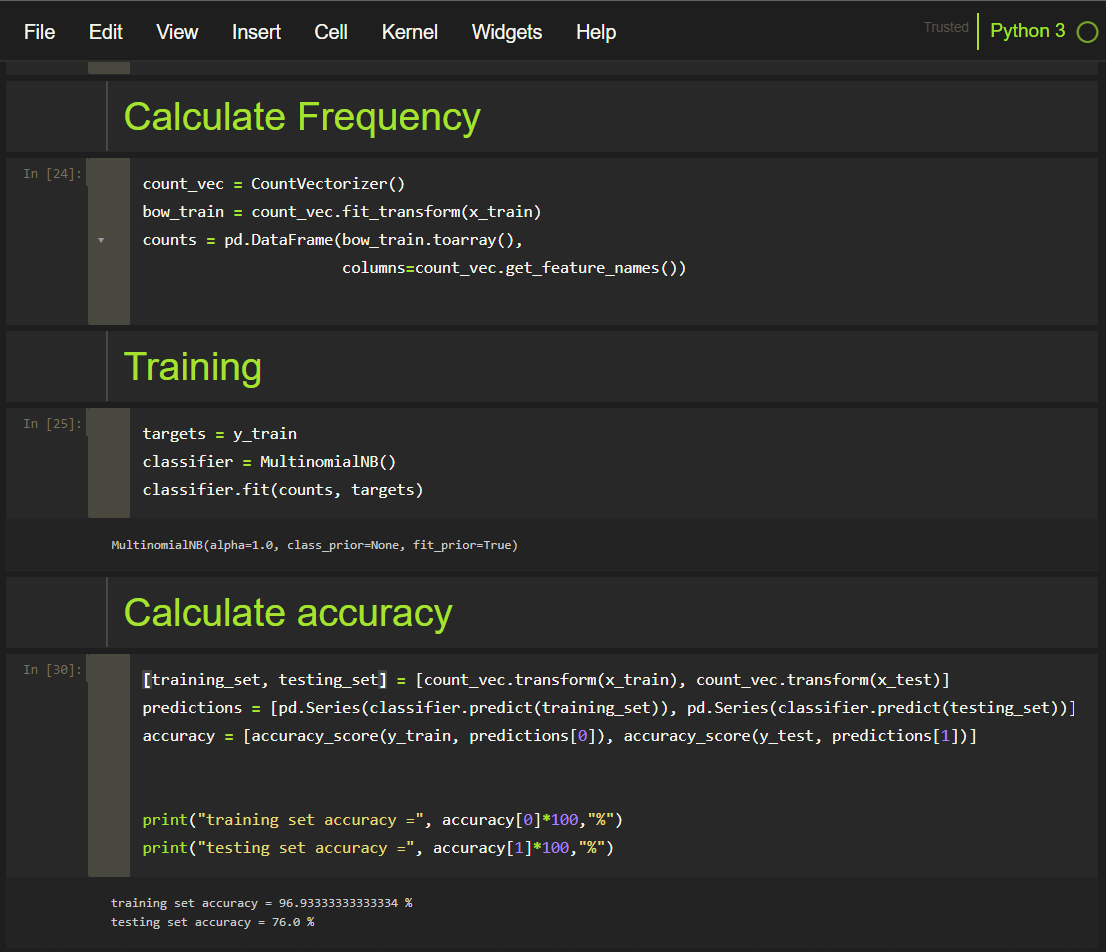 File Edit View Insert Cell Kernel Widgets Help Trusted Python 3
Calculate Frequency
In [24]:
count_vec = CountVectorizer()
bow_train = count_vec.fit_transform(x_train)
counts = pd.DataFrame(bow_train.toarray(),
columns=count_vec.get_feature_names())
Training
In [25]:
targets = y_train
classifier = MultinomialNB()
classifier.fit(counts, targets)
MultinomialNB(alpha=1.0, class_prior=None, fit_prior=True)
Calculate accuracy
In [30]:
[training_set, testing_set] = [count_vec.transform(x_train), count_vec.transform(x_test)]
predictions = [pd.Series(classifier.predict(training_set)), pd.Series(classifier.predict(testing_set))]
accuracy = [accuracy_score(y_train, predictions[0]), accuracy_score(y_test, predictions[1])]
print("training set accuracy =", accuracy[0]*100,"%")
print("testing set accuracy =", accuracy[1]*100,"%")
training set accuracy = 96.93333333333334 %
testing set accuracy = 76.0 %